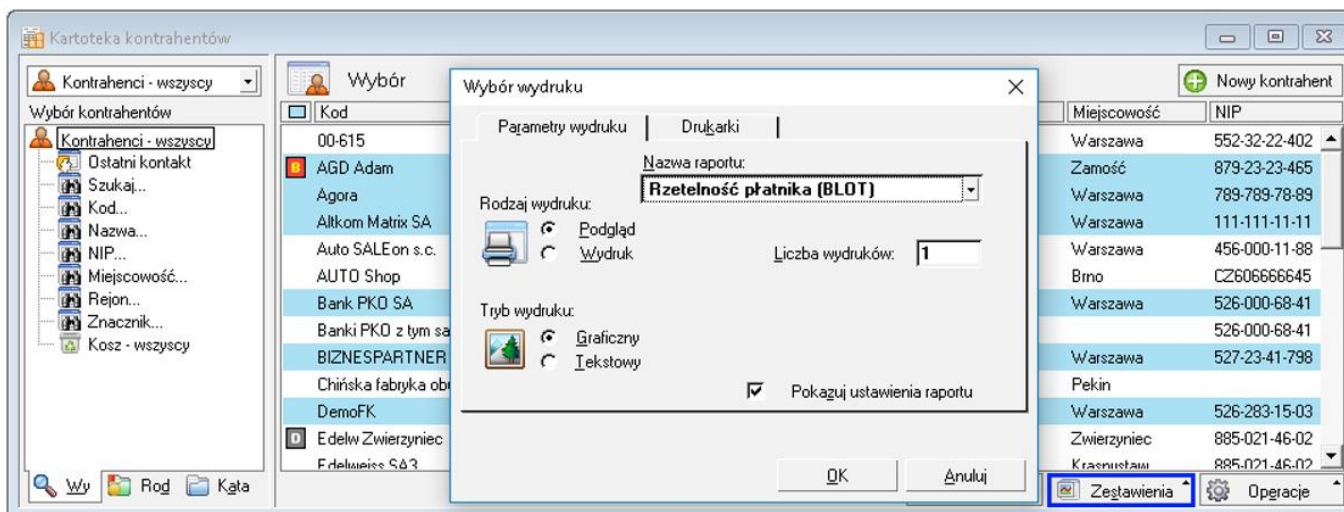 Kartoteka kontrahentów
Kontrahenci - wszyscy
Wybór kontrahentów
Kontrahenci - wszyscy
Ostatni kontakt
Szukaj...
Kod...
Nazwa...
NIP...
Miejscowość...
Rejon...
Znacznik...
Kosz - wszyscy
Wy Rod Kata
Wybór
Nowy kontrahent
Kod Miejscowość NIP
00-615 Warszawa 552-32-22-402
B AGD Adam Zamość 879-23-23-465
Agora Warszawa 789-789-78-89
Altkom Matrix SA Warszawa 111-111-11-11
Auto SALEon s.c. Warszawa 456-000-11-88
AUTO Shop Brno CZ606666645
Bank PKO SA Warszawa 526-000-68-41
Banki PKO z tym 526-000-68-41
BIZNESPARTNER Warszawa 527-23-41-798
Chińska fabryka Pekin
DemoFK Warszawa 526-283-15-03
D Edelw Zwierzyniec Zwierzyniec 885-021-46-02
Edelweiss SA3 Krasnystaw 885-021-46-02
Zestawienia Operacje
Wybór wydruku
Parametry wydruku Drukarki
Nazwa raportu:
Rzetelność płatnika (BLOT)
Rodzaj wydruku:
Podgląd
Wydruk
Liczba wydruków: 1
Tryb wydruku:
Graficzny
Tekstowy
Pokazuj ustawienia raportu
OK Anuluj